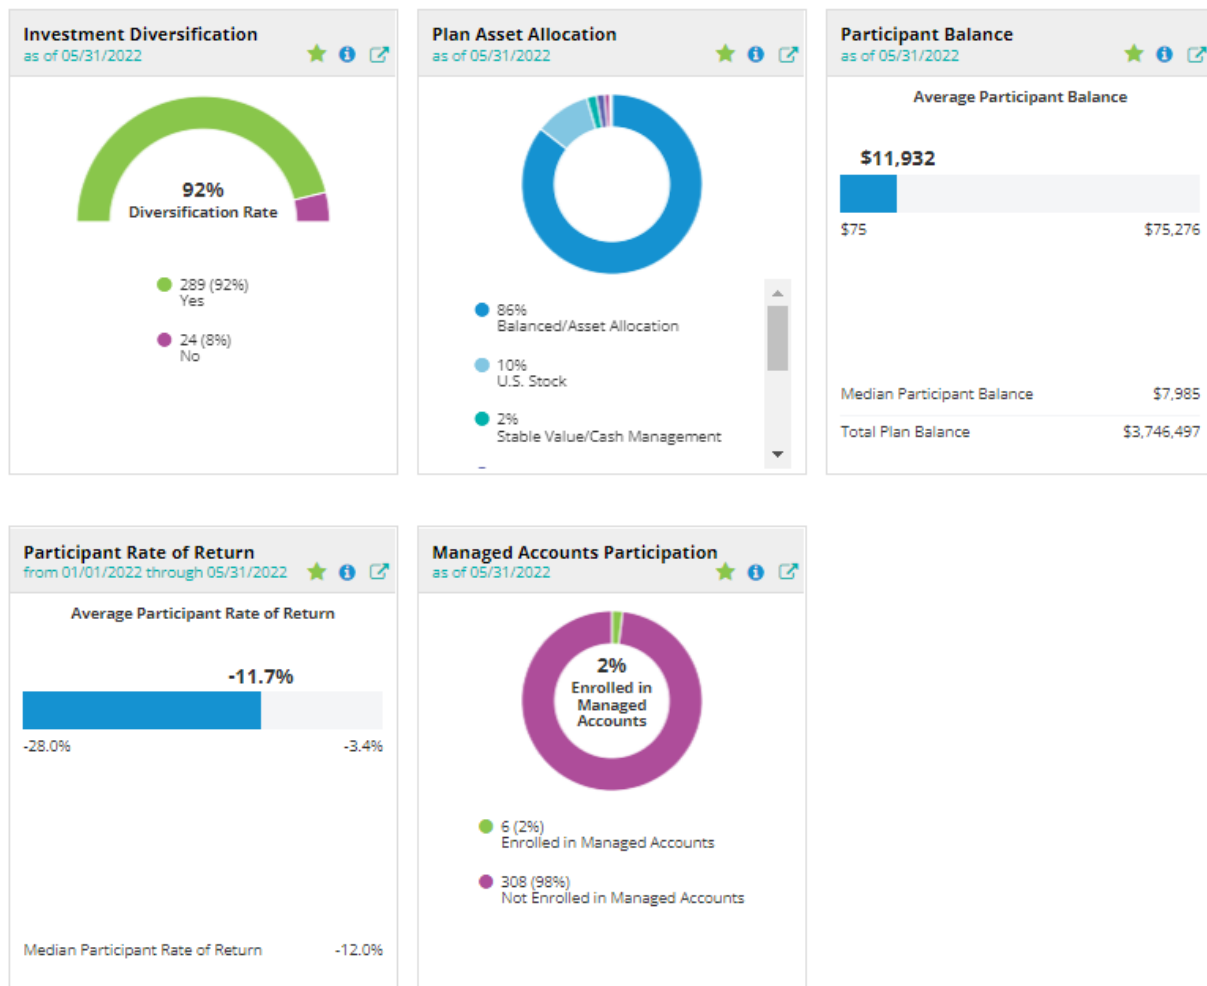 Investment Diversification
as of 05/31/2022
92%
Diversification Rate
289 (92%)
Yes
24 (8%)
No
Plan Asset Allocation
as of 05/31/2022
86%
Balanced/Asset Allocation
10%
U.S. Stock
2%
Stable Value/Cash Management
Participant Balance
as of 05/31/2022
Average Participant Balance
$11,932
$75 $75,276
Median Participant Balance $7,985
Total Plan Balance $3,746,497
Participant Rate of Return
from 01/01/2022 through 05/31/2022
Average Participant Rate of Return
-11.7%
-28.0% -3.4%
Median Participant Rate of Return -12.0%
Managed Accounts Participation
as of 05/31/2022
2%
Enrolled in
Managed
Accounts
6 (2%)
Enrolled in Managed Accounts
308 (98%)
Not Enrolled in Managed Accounts